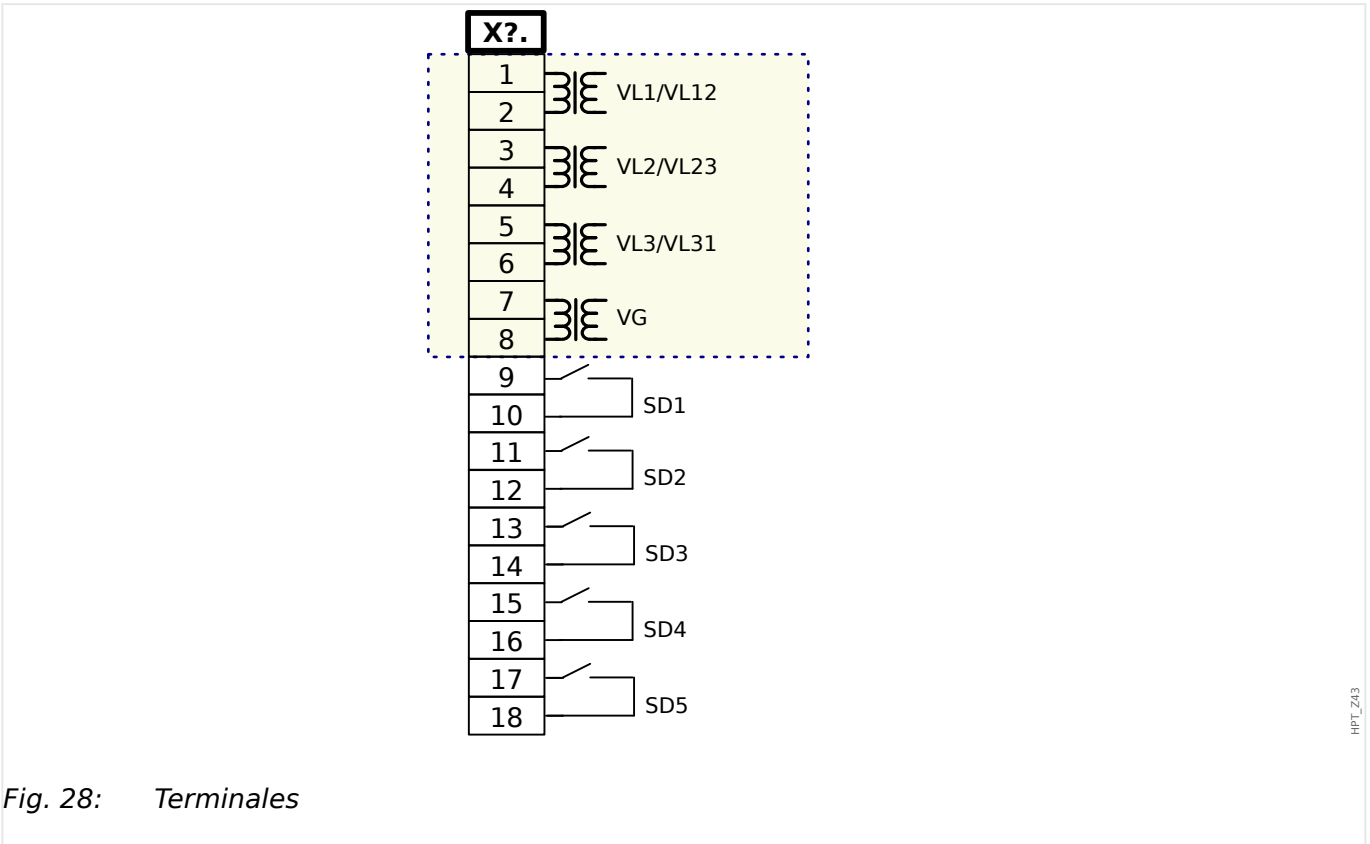 X?.
1
VL1/VL12
2
3
VL2/VL23
4
5
VL3/VL31
6
7
VG
8
9
10
SD1
11
12
SD2
13
14
SD3
15
16
SD4
17
18
SD5
HPT_Z43
Fig. 28: Terminales